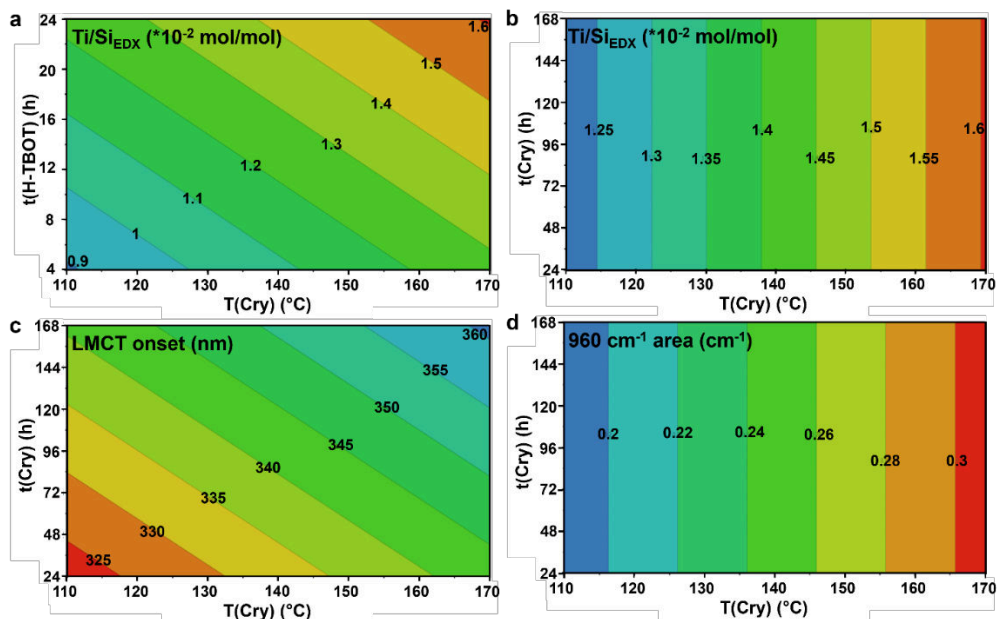 a
Ti/SiEDX (*10-2 mol/mol)
1.6
1.5
1.4
1.3
1.2
1.1
1
0.9
24
20
16
12
8
4
t(H-TBOT) (h)
110 120 130 140 150 160 170
T(Cry) (°C)
b
Ti/SiEDX (*10-2 mol/mol)
1.25 1.3 1.35 1.4 1.45 1.5 1.55 1.6
168
144
120
96
72
48
24
t(Cry) (h)
110 120 130 140 150 160 170
T(Cry) (°C)
c
LMCT onset (nm)
360
355
350
345
340
335
330
325
168
144
120
96
72
48
24
t(Cry) (h)
110 120 130 140 150 160 170
T(Cry) (°C)
d
960 cm-1 area (cm-1)
0.2 0.22 0.24 0.26 0.28 0.3
168
144
120
96
72
48
24
t(Cry) (h)
110 120 130 140 150 160 170
T(Cry) (°C)